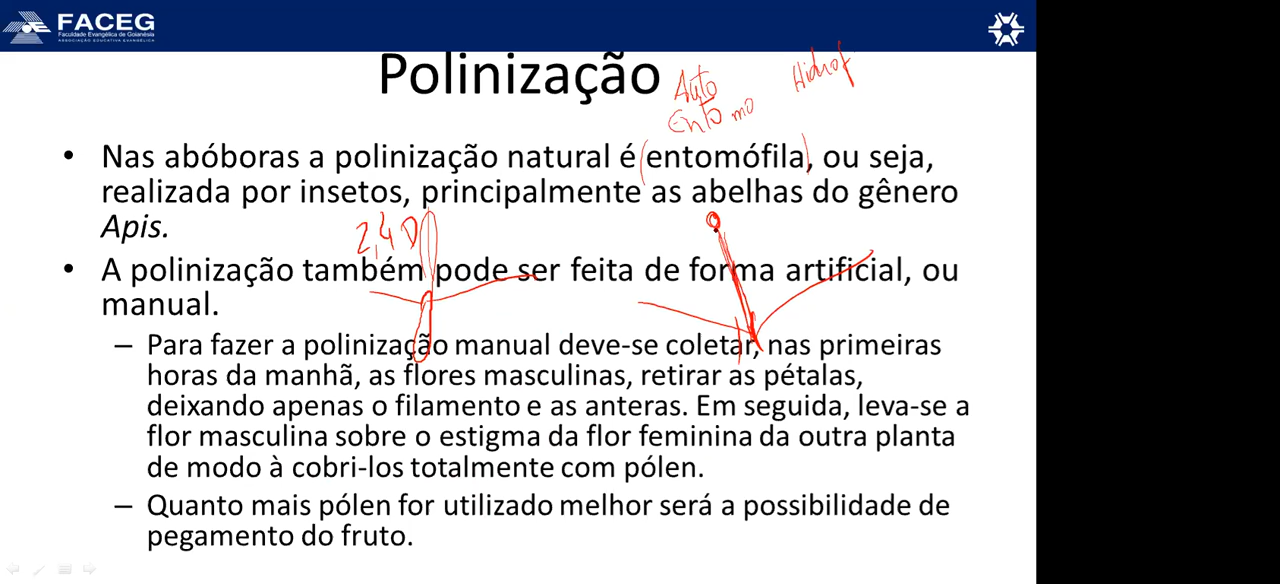 FACEG
Faculdade Evangélica de Goianésia
ASSOCIAÇÃO EDUCATIVA EVANGÉLICA
Polinização
Auto
Entomo
Hidrof
Nas abóboras a polinização natural é entomófila, ou seja,
realizada por insetos, principalmente as abelhas do gênero
Apis.
2,4 D
A polinização também pode ser feita de forma artificial, ou
manual.
– Para fazer a polinização manual deve-se coletar, nas primeiras
horas da manhã, as flores masculinas, retirar as pétalas,
deixando apenas o filamento e as anteras. Em seguida, leva-se a
flor masculina sobre o estigma da flor feminina da outra planta
de modo à cobri-los totalmente com pólen.
– Quanto mais pólen for utilizado melhor será a possibilidade de
pegamento do fruto.